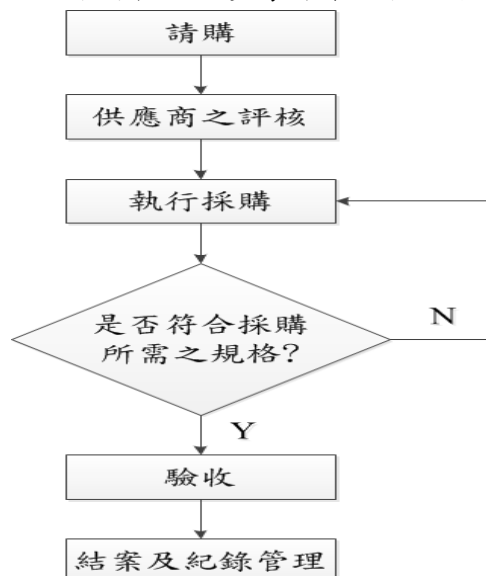 請購
供應商之評核
執行採購
是否符合採購
所需之規格?
N
Y
驗收
結案及紀錄管理